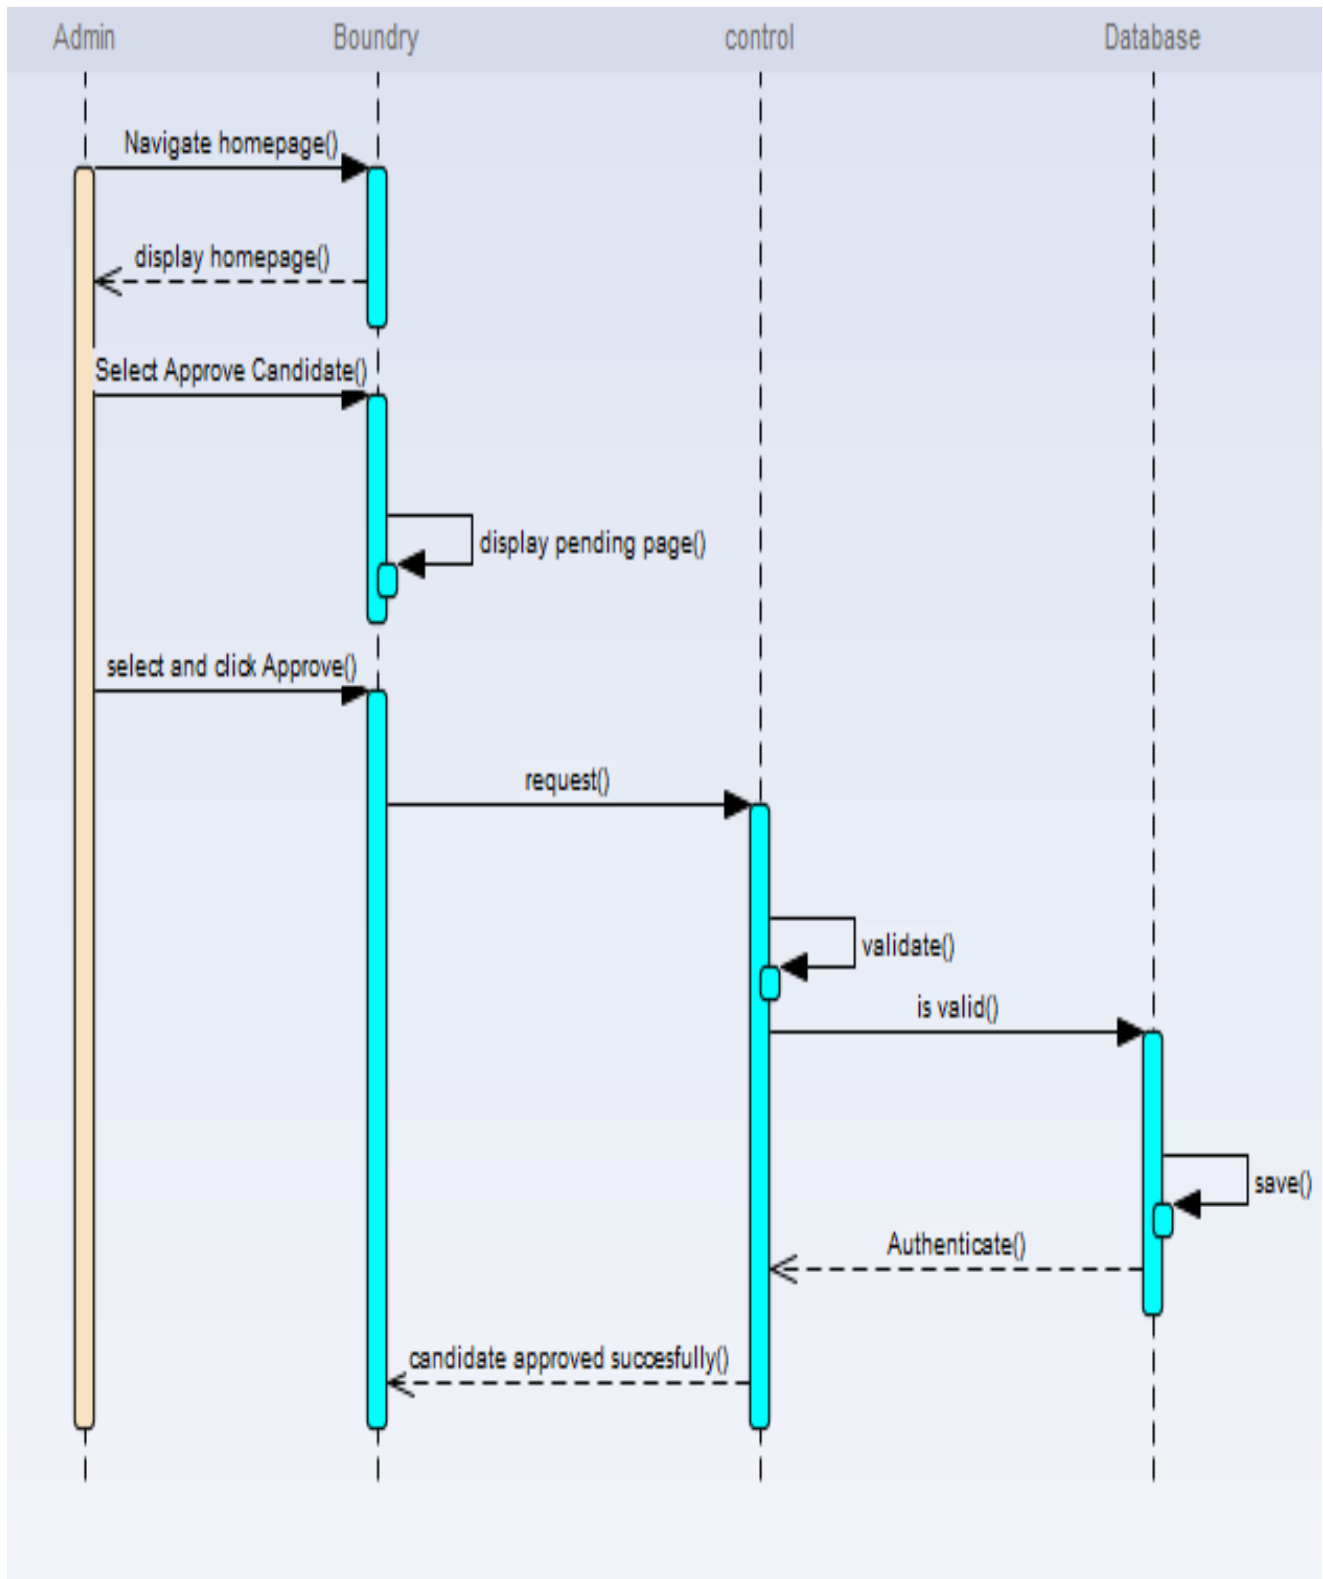 Admin Boundry control Database
Navigate homepage()
display homepage()
Select Approve Candidate()
display pending page()
select and click Approve()
request()
validate()
is valid()
save()
Authenticate()
candidate approved succesfully()